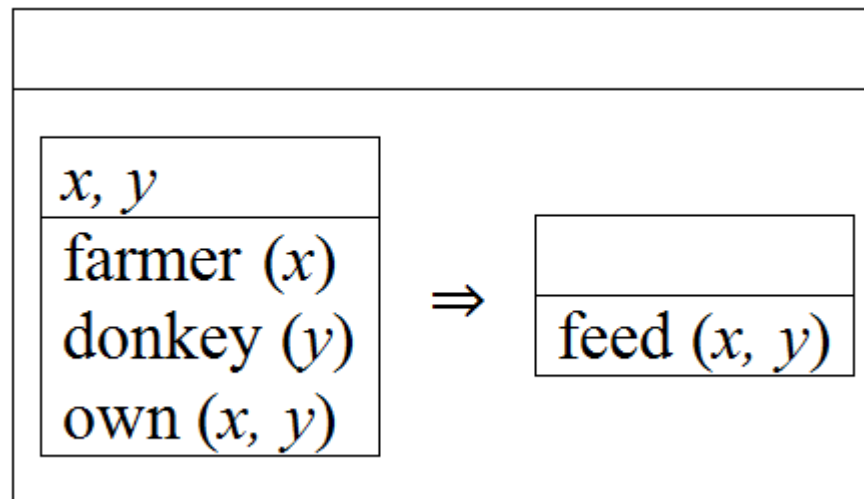 x, y
farmer (x)
donkey (y)
own (x, y)
⇒
feed (x, y)